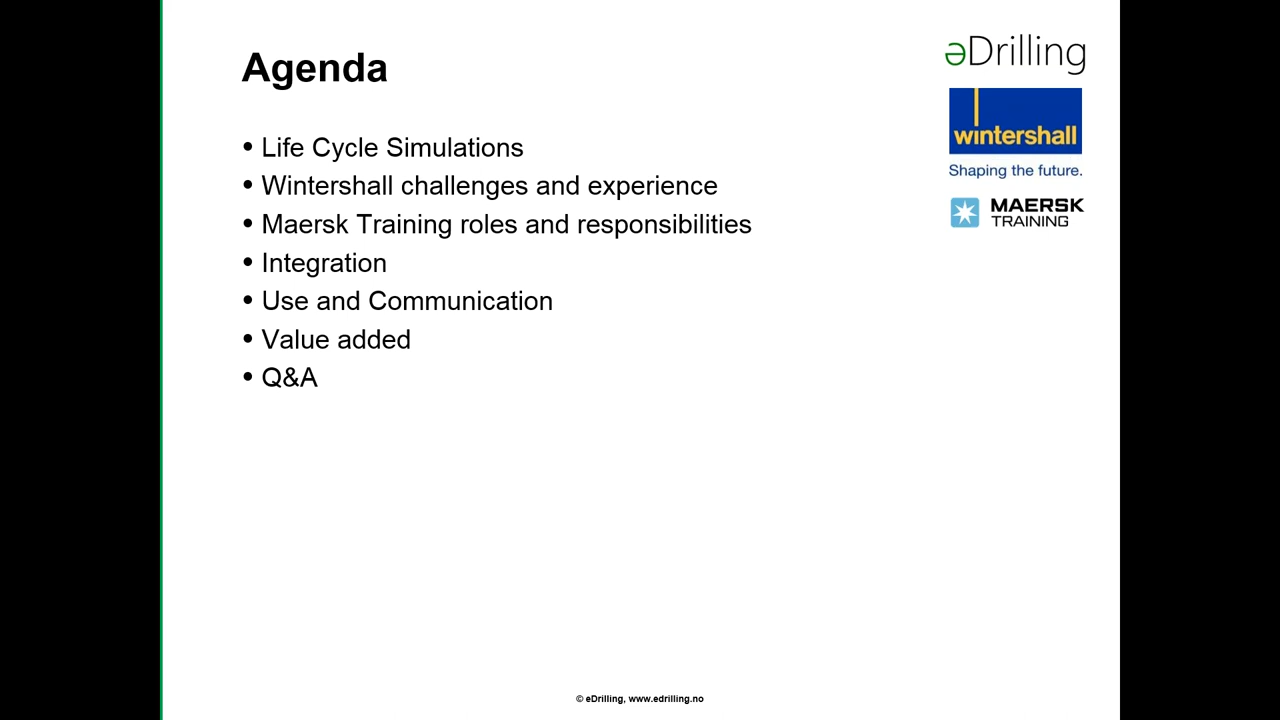 Agenda
• Life Cycle Simulations
• Wintershall challenges and experience
• Maersk Training roles and responsibilities
• Integration
• Use and Communication
• Value added
• Q&A
əDrilling
wintershall
Shaping the future.
MAERSK
TRAINING
© eDrilling, www.edrilling.no